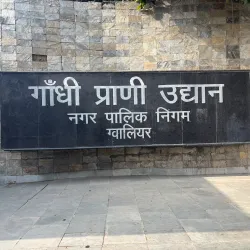 गाँधी प्राणी उद्यान
नगर पालिक निगम
ग्वालियर